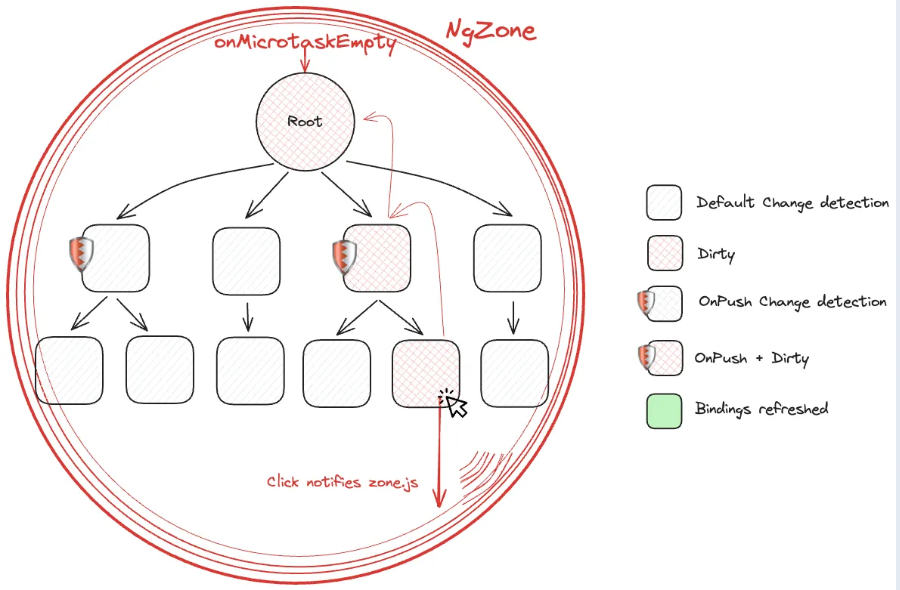 NgZone
onMicrotaskEmpty
Root
Click notifies zone.js
Default Change detection
Dirty
OnPush Change detection
OnPush + Dirty
Bindings refreshed